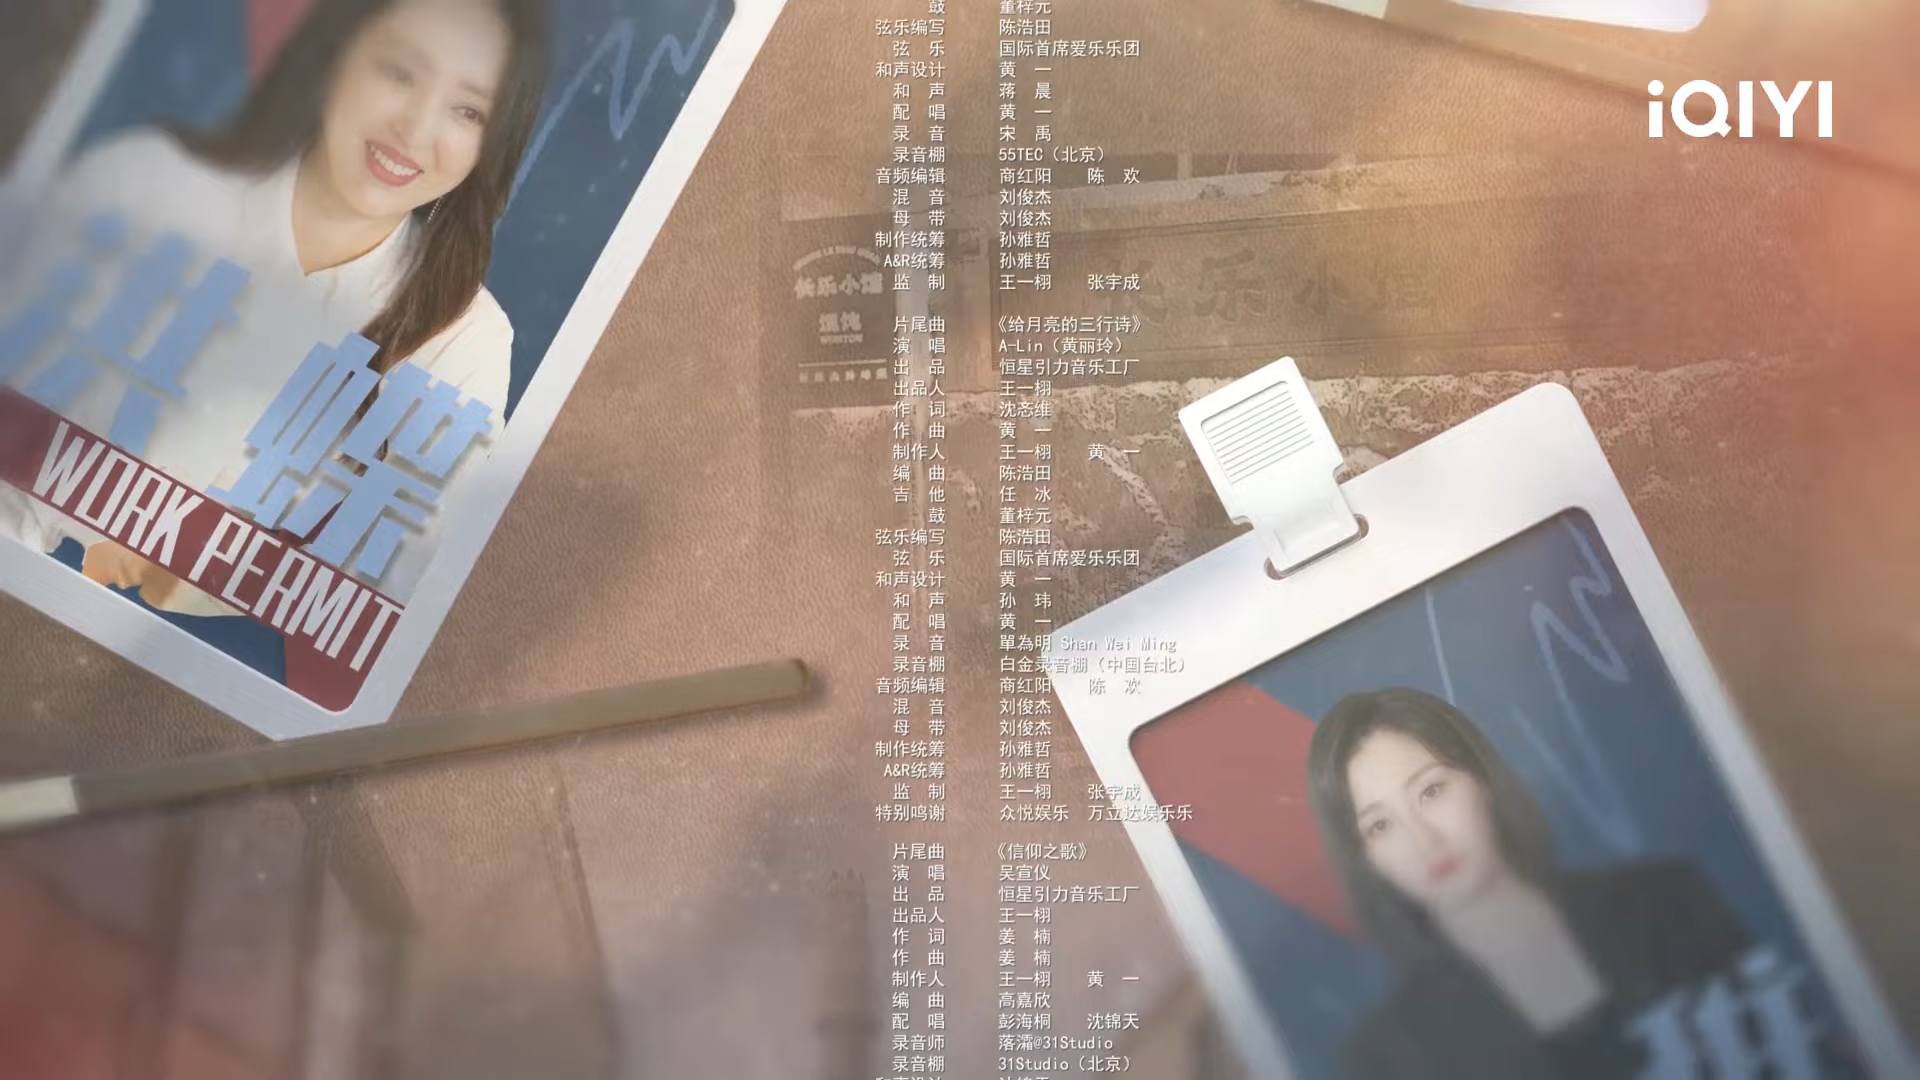 鼓 董梓元
弦乐编写 陈浩田
弦 乐 国际首席爱乐乐团
和声设计 黄 一
和 声 蒋 晨
配 唱 黄 一
录 音 宋 禹
录音棚 55TEC（北京）
音频编辑 商红阳 陈 欢
混 音 刘俊杰
母 带 刘俊杰
制作统筹 孙雅哲
A&R统筹 孙雅哲
监 制 王一栩 张宇成
片尾曲 《给月亮的三行诗》
演 唱 A-Lin（黄丽玲）
出 品 恒星引力音乐工厂
出品人 王一栩
作 词 沈忞维
作 曲 黄 一
制作人 王一栩 黄 一
编 曲 陈浩田
吉 他 任 冰
鼓 董梓元
弦乐编写 陈浩田
弦 乐 国际首席爱乐乐团
和声设计 黄 一
和 声 孙 玮
配 唱 黄 一
录 音 單為明 Shan Wei Ming
录音棚 白金录音棚（中国台北）
音频编辑 商红阳 陈 欢
混 音 刘俊杰
母 带 刘俊杰
制作统筹 孙雅哲
A&R统筹 孙雅哲
监 制 王一栩 张宇成
特别鸣谢 众悦娱乐 万立达娱乐乐
片尾曲 《信仰之歌》
演 唱 吴宣仪
出 品 恒星引力音乐工厂
出品人 王一栩
作 词 姜 楠
作 曲 姜 楠
制作人 王一栩 黄 一
编 曲 高嘉欣
配 唱 彭海桐 沈锦天
录音师 落灀@31Studio
录音棚 31Studio（北京）
iQIYI
WORK PERMIT
长乐小馄
馄饨
WONTON